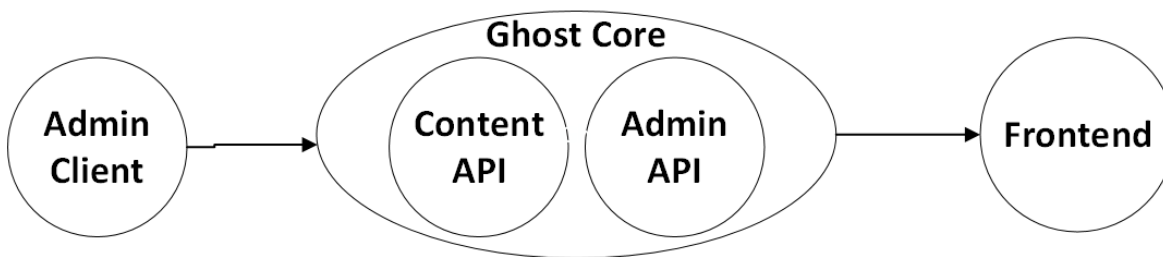 Ghost Core
Admin
Client
Content
API
Admin
API
Frontend